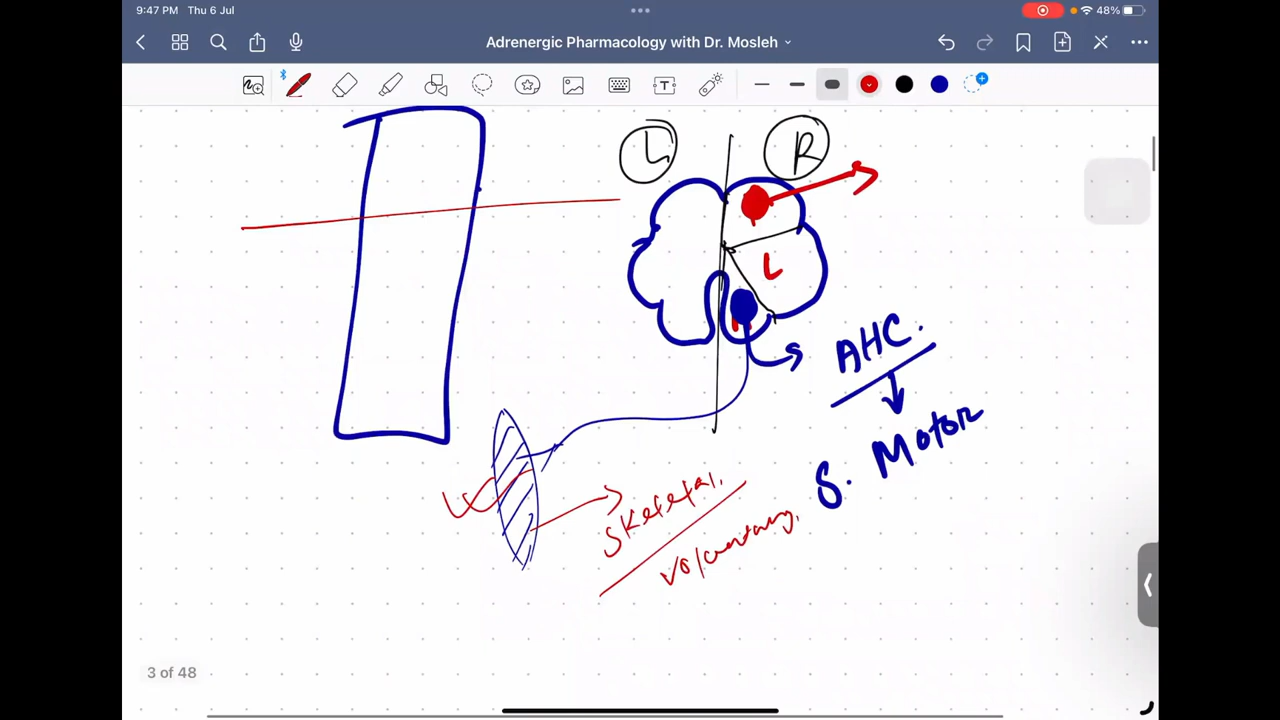 9:47 PM Thu 6 Jul
48%
Adrenergic Pharmacology with Dr. Mosleh
T
L
R
L
AHC.
S. Motor
Skeletal.
voluntary.
3 of 48